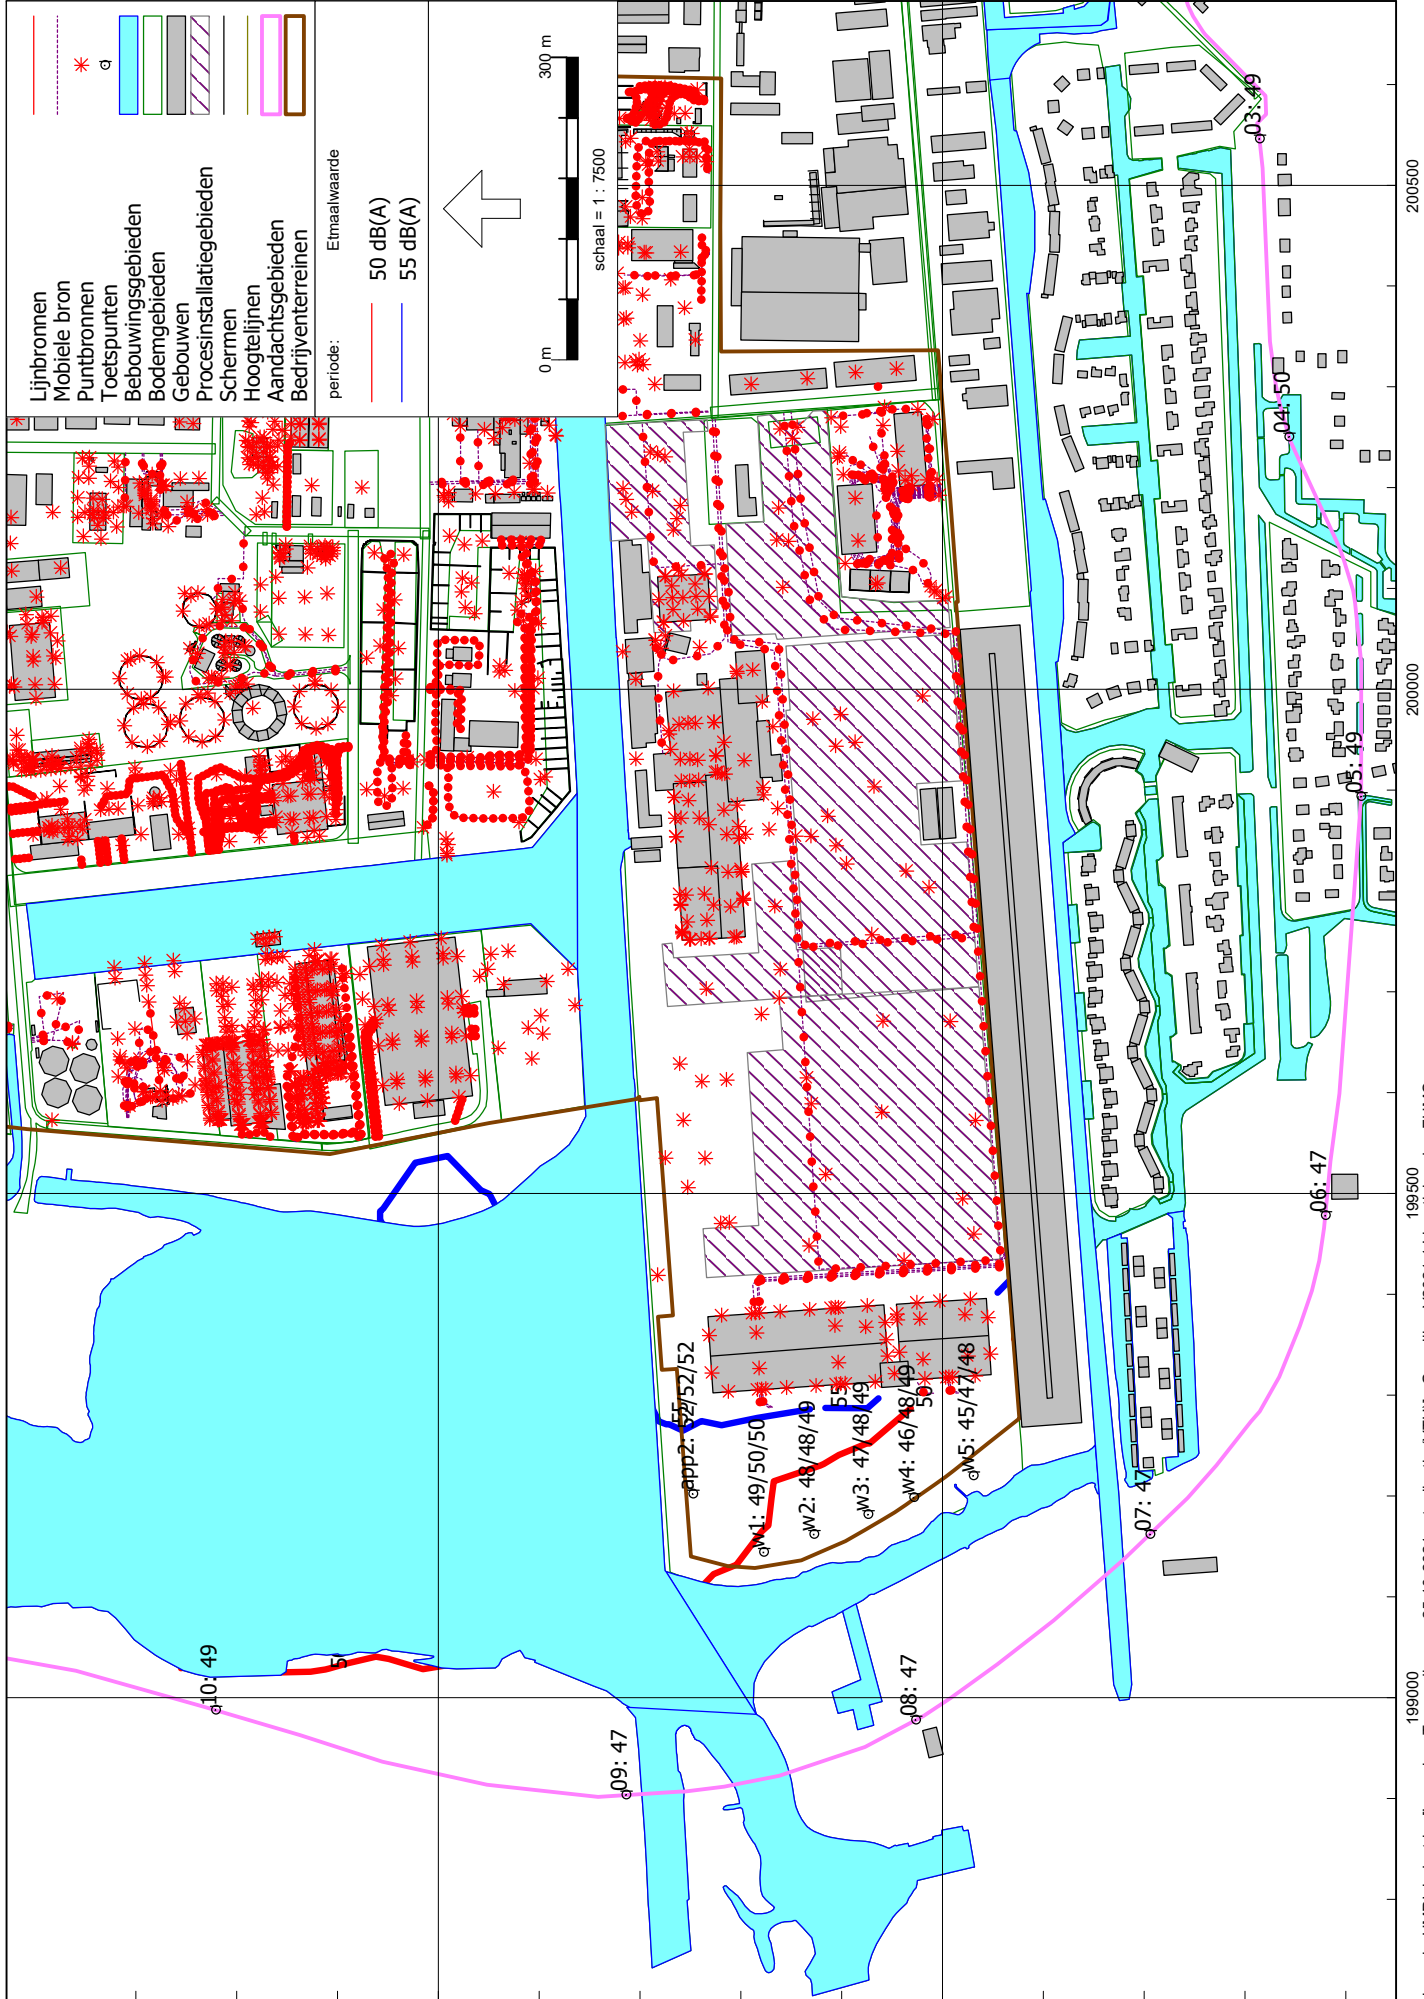 Lijnbronnen
Mobiele bron
Puntbronnen
Toetspunten
Bebouwingsgebieden
Bodemgebieden
Gebouwen
Procesinstallatiegebieden
Schermen
Hoogtelijnen
Aandachtsgebieden
Bedrijventerreinen
periode: Etmaalwaarde
50 dB(A)
55 dB(A)
0 m 300 m
schaal = 1 : 7500
10: 49
09: 47
08: 47
07: 47
06: 47
05: 49
04: 50
03: 49
app2: 52/52/52
w1: 49/50/50
w2: 48/48/49
w3: 47/48/49
w4: 46/48/49
w5: 45/47/48
55
199000
199500
200000
200500